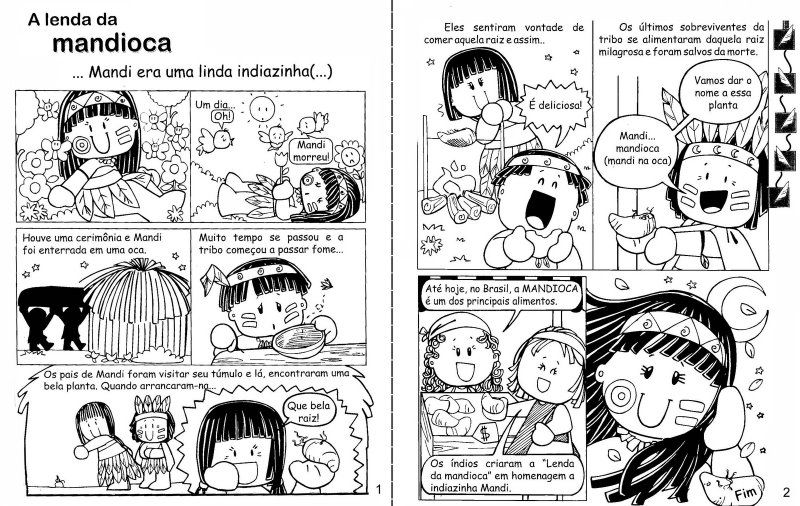 A lenda da
mandioca
... Mandi era uma linda indiazinha(...)
Um dia...
Oh!
Mandi
morreu!
Houve uma cerimônia e Mandi
foi enterrada em uma oca.
Muito tempo se passou e a
tribo começou a passar fome...
Os pais de Mandi foram visitar seu túmulo e lá, encontraram uma
bela planta. Quando arrancaram-na...
Que bela
raiz!
1
Eles sentiram vontade de
comer aquela raiz e assim..
É deliciosa!
Os últimos sobreviventes da
tribo se alimentaram daquela raiz
milagrosa e foram salvos da morte.
Vamos dar o
nome a essa
planta
Mandi...
mandioca
(mandi na oca)
Até hoje, no Brasil, a MANDIOCA
é um dos principais alimentos.
$
Os índios criaram a "Lenda
da mandioca" em homenagem a
indiazinha Mandi.
Fim
2